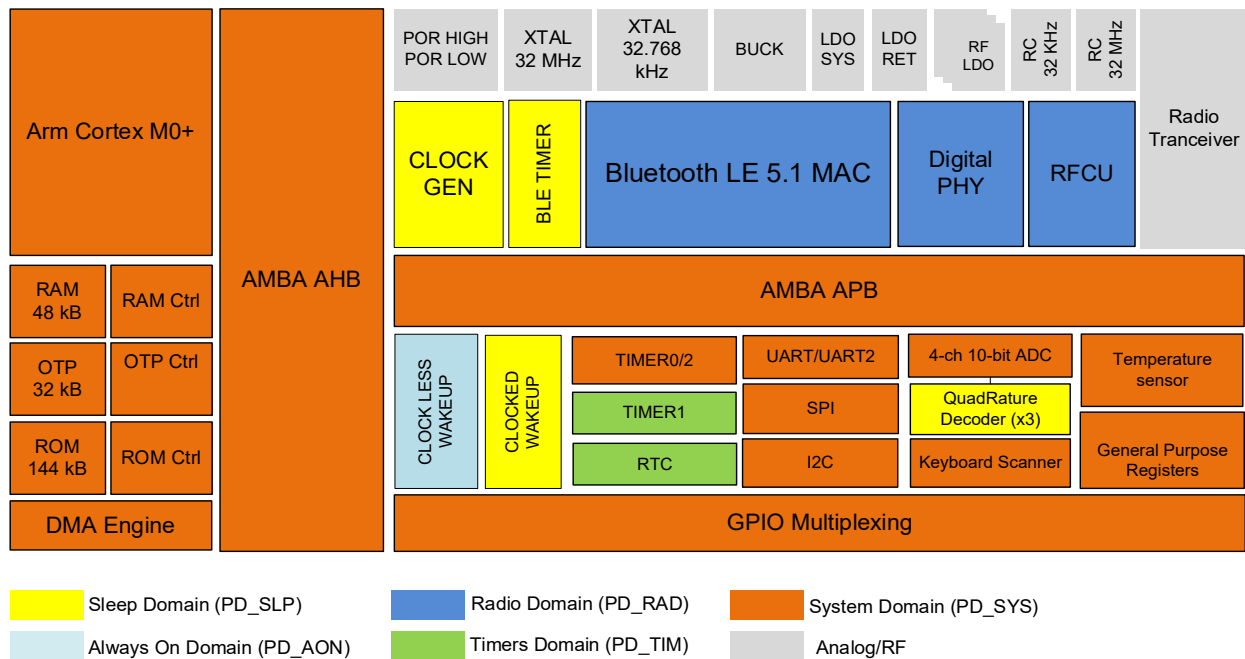 POR HIGH
POR LOW
XTAL
32 MHz
XTAL
32.768
kHz
BUCK
LDO
SYS
LDO
RET
RF
LDO
RC
32 KHz
RC
32 MHz
Radio
Tranceiver
Arm Cortex M0+
AMBA AHB
CLOCK
GEN
BLE TIMER
Bluetooth LE 5.1 MAC
Digital
PHY
RFCU
RAM
48 kB
RAM Ctrl
OTP
32 kB
OTP Ctrl
ROM
144 kB
ROM Ctrl
DMA Engine
AMBA APB
CLOCK LESS
WAKEUP
CLOCKED
WAKEUP
TIMER0/2
TIMER1
RTC
UART/UART2
SPI
I2C
4-ch 10-bit ADC
QuadRature
Decoder (x3)
Keyboard Scanner
Temperature
sensor
General Purpose
Registers
GPIO Multiplexing
Sleep Domain (PD_SLP)
Radio Domain (PD_RAD)
System Domain (PD_SYS)
Always On Domain (PD_AON)
Timers Domain (PD_TIM)
Analog/RF